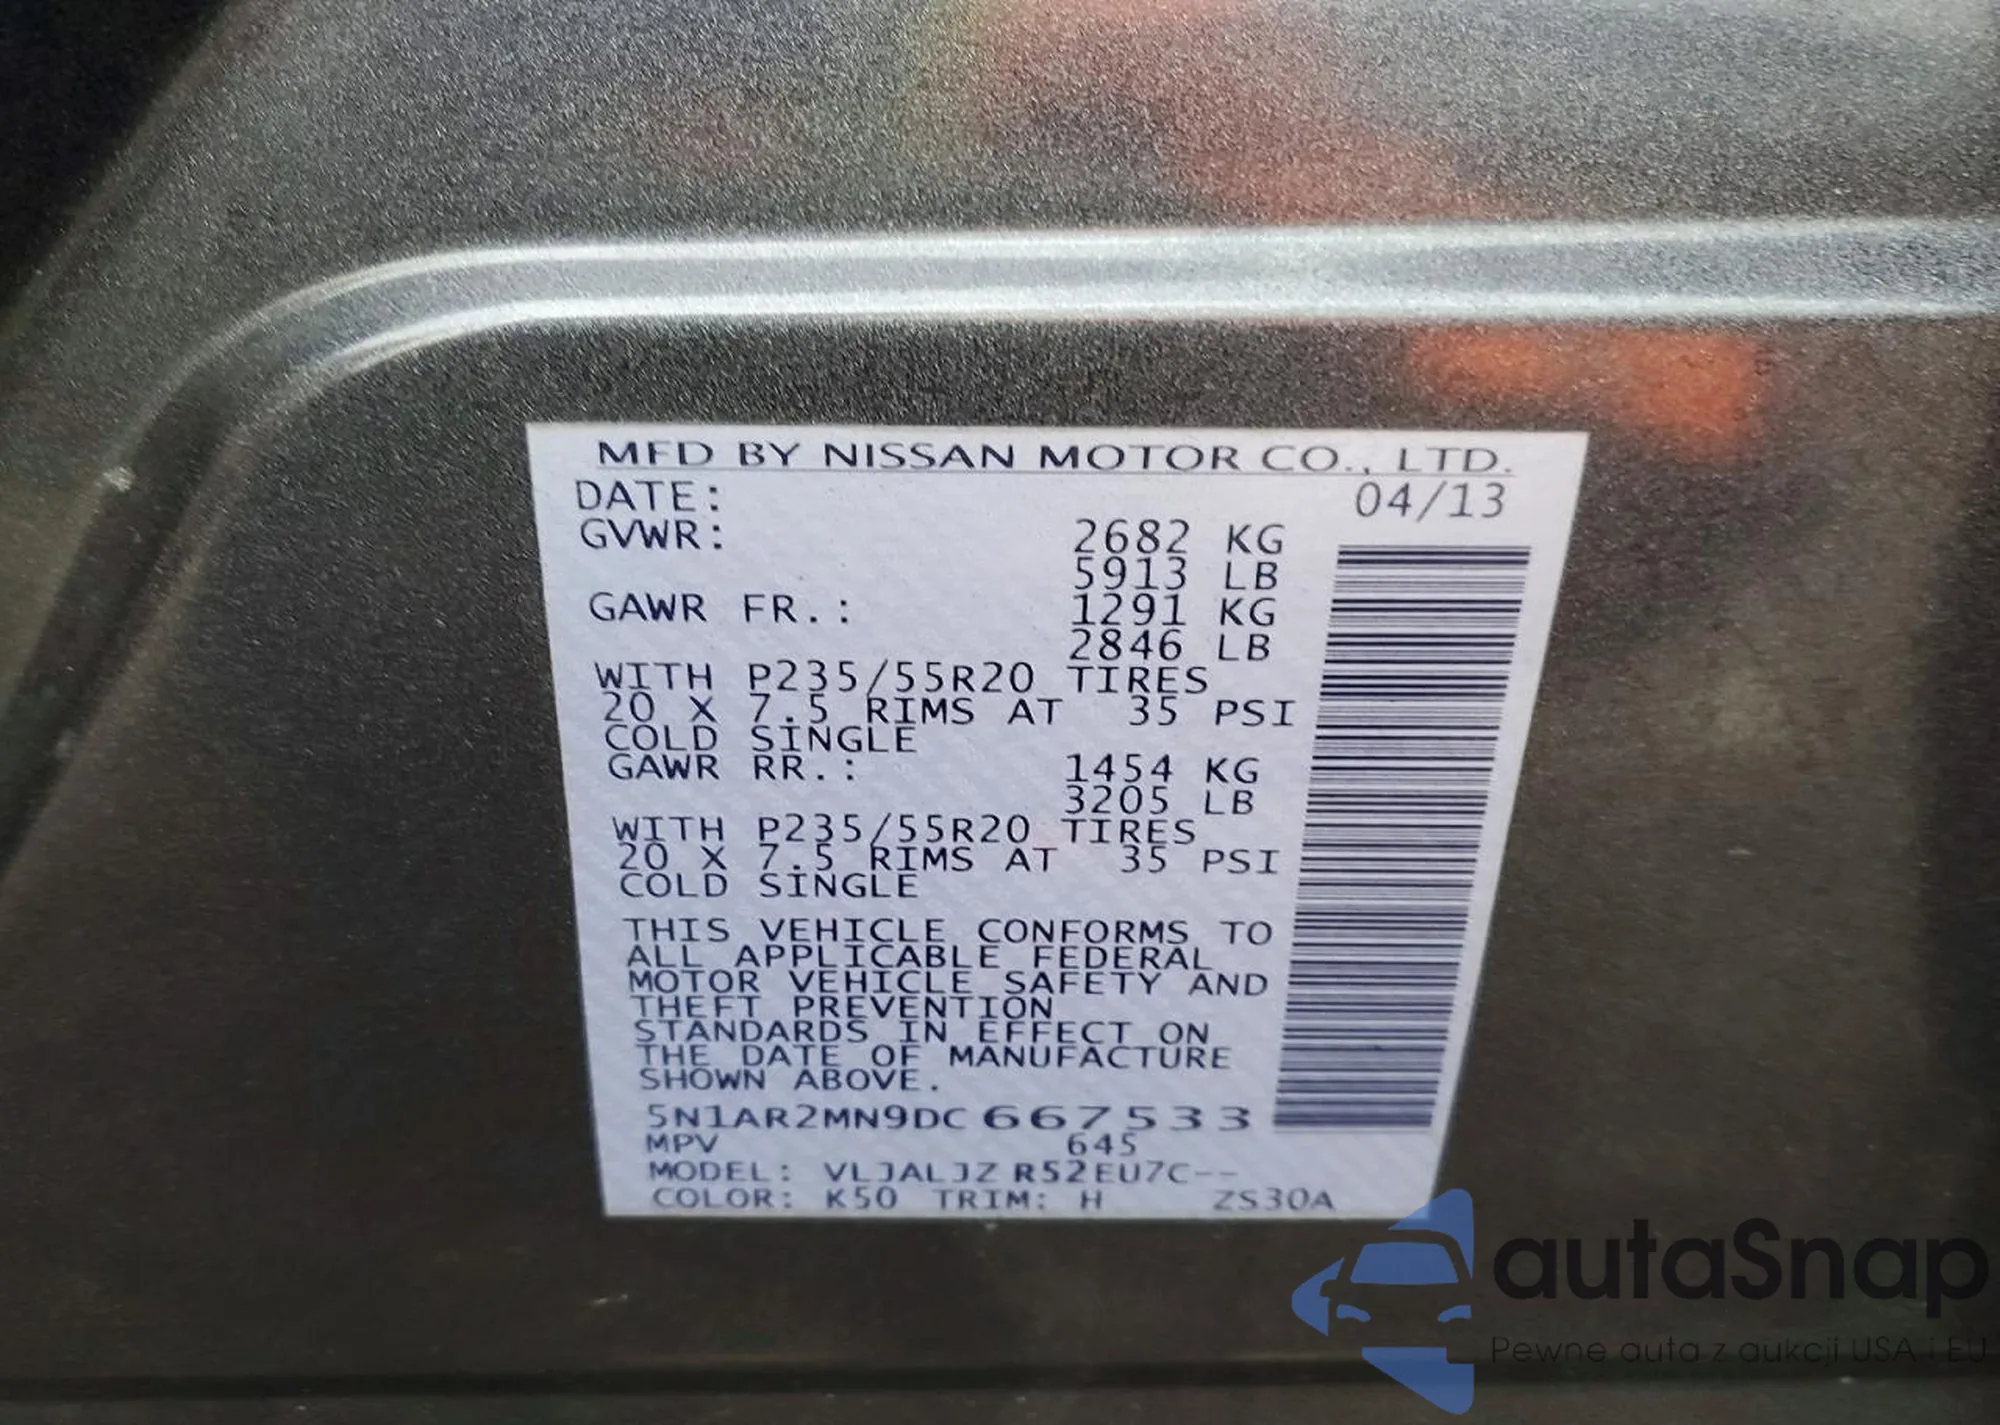 MFD BY NISSAN MOTOR CO., LTD.
DATE: 04/13
GVWR: 2682 KG
5913 LB
GAWR FR.: 1291 KG
2846 LB
WITH P235/55R20 TIRES
20 X 7.5 RIMS AT 35 PSI
COLD SINGLE
GAWR RR.: 1454 KG
3205 LB
WITH P235/55R20 TIRES
20 X 7.5 RIMS AT 35 PSI
COLD SINGLE
THIS VEHICLE CONFORMS TO
ALL APPLICABLE FEDERAL
MOTOR VEHICLE SAFETY AND
THEFT PREVENTION
STANDARDS IN EFFECT ON
THE DATE OF MANUFACTURE
SHOWN ABOVE.
5N1AR2MN9DC667533
MPV 645
MODEL: VLJALJZ R52EU7C--
COLOR: K50 TRIM: H ZS30A
autaSnap
Pewne auta z aukcji USA i EU